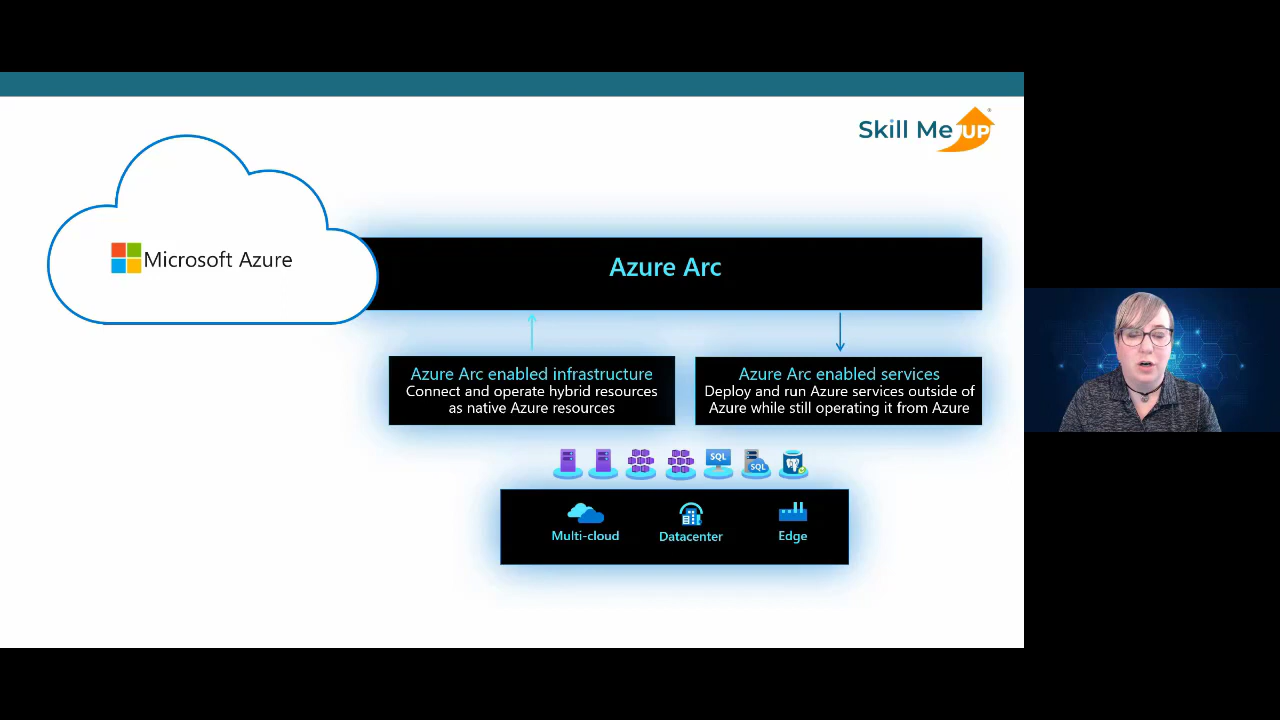 Skill Me UP
Microsoft Azure
Azure Arc
Azure Arc enabled infrastructure
Connect and operate hybrid resources
as native Azure resources
Azure Arc enabled services
Deploy and run Azure services outside of
Azure while still operating it from Azure
SQL
SQL
Multi-cloud
Datacenter
Edge